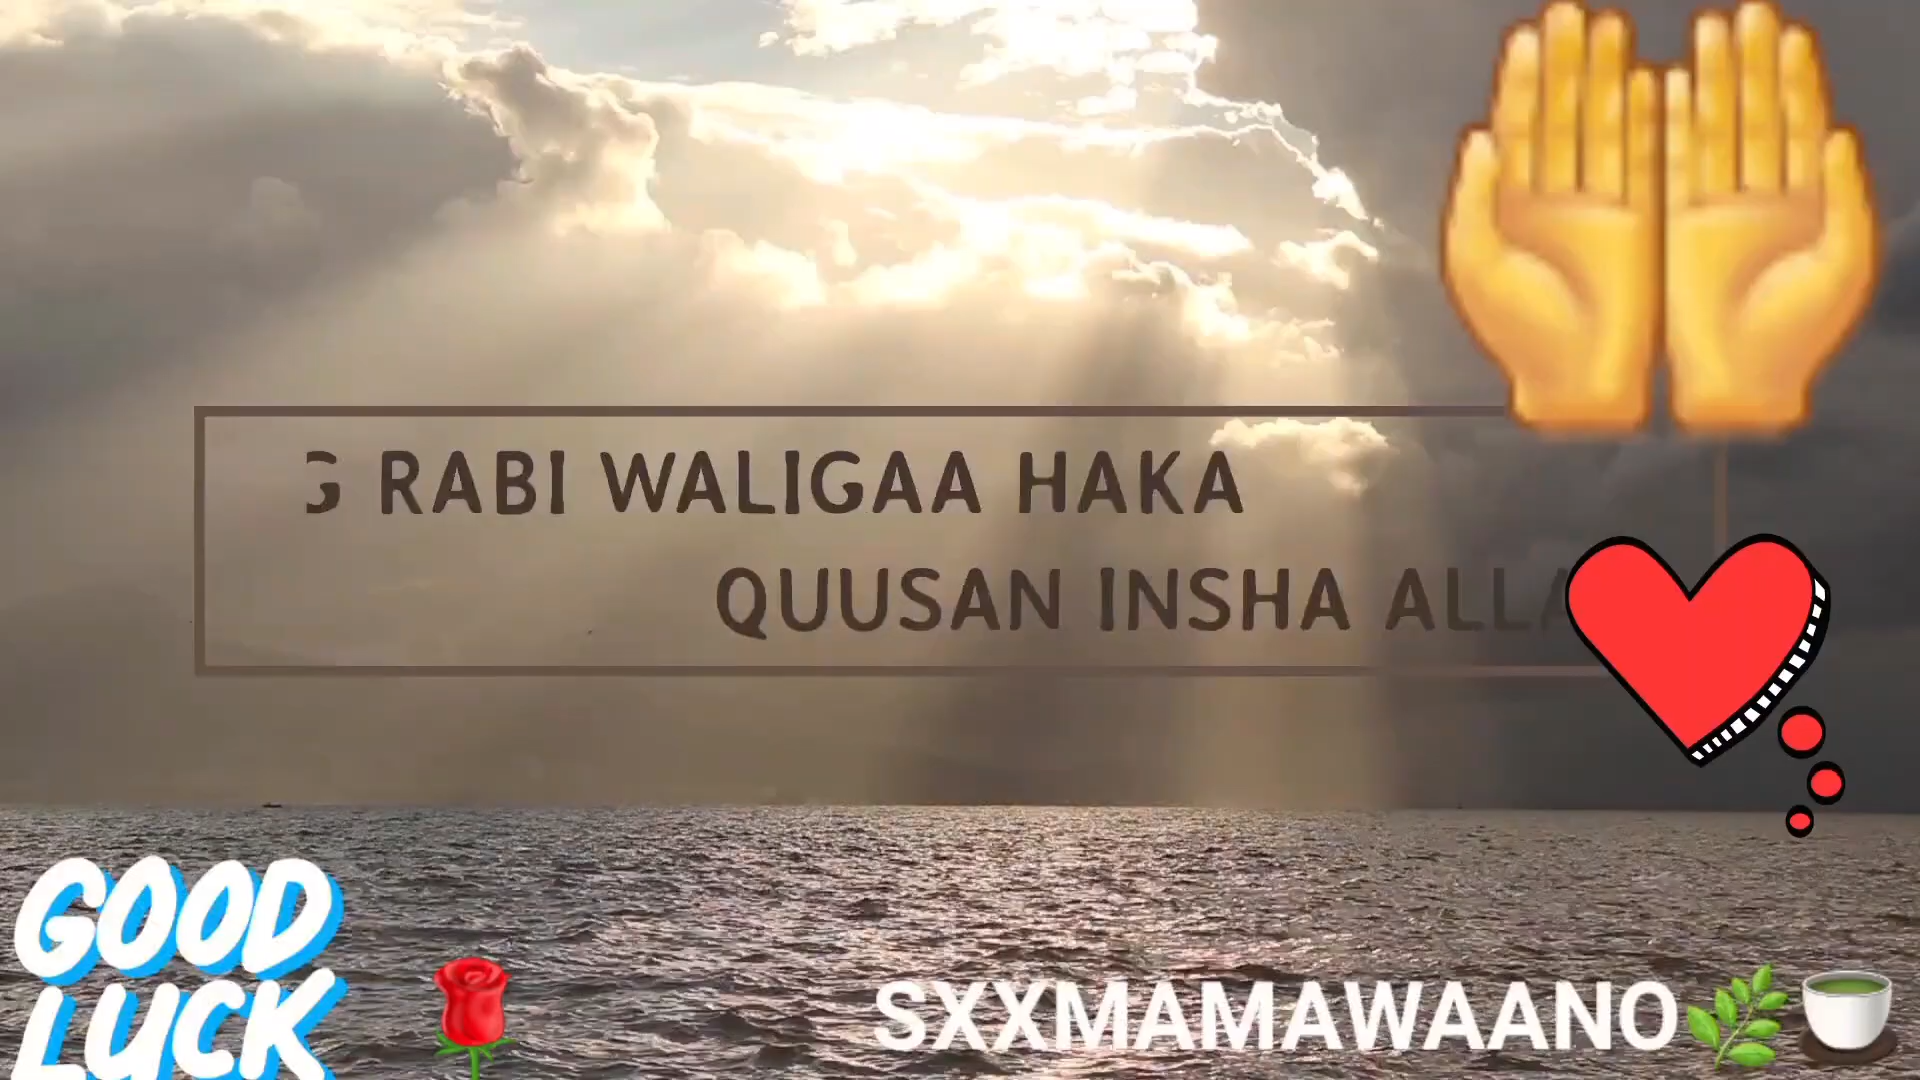 G RABI WALIGAA HAKA
QUUSAN INSHA
GOOD
LUCK
SXXMAMAWAANO